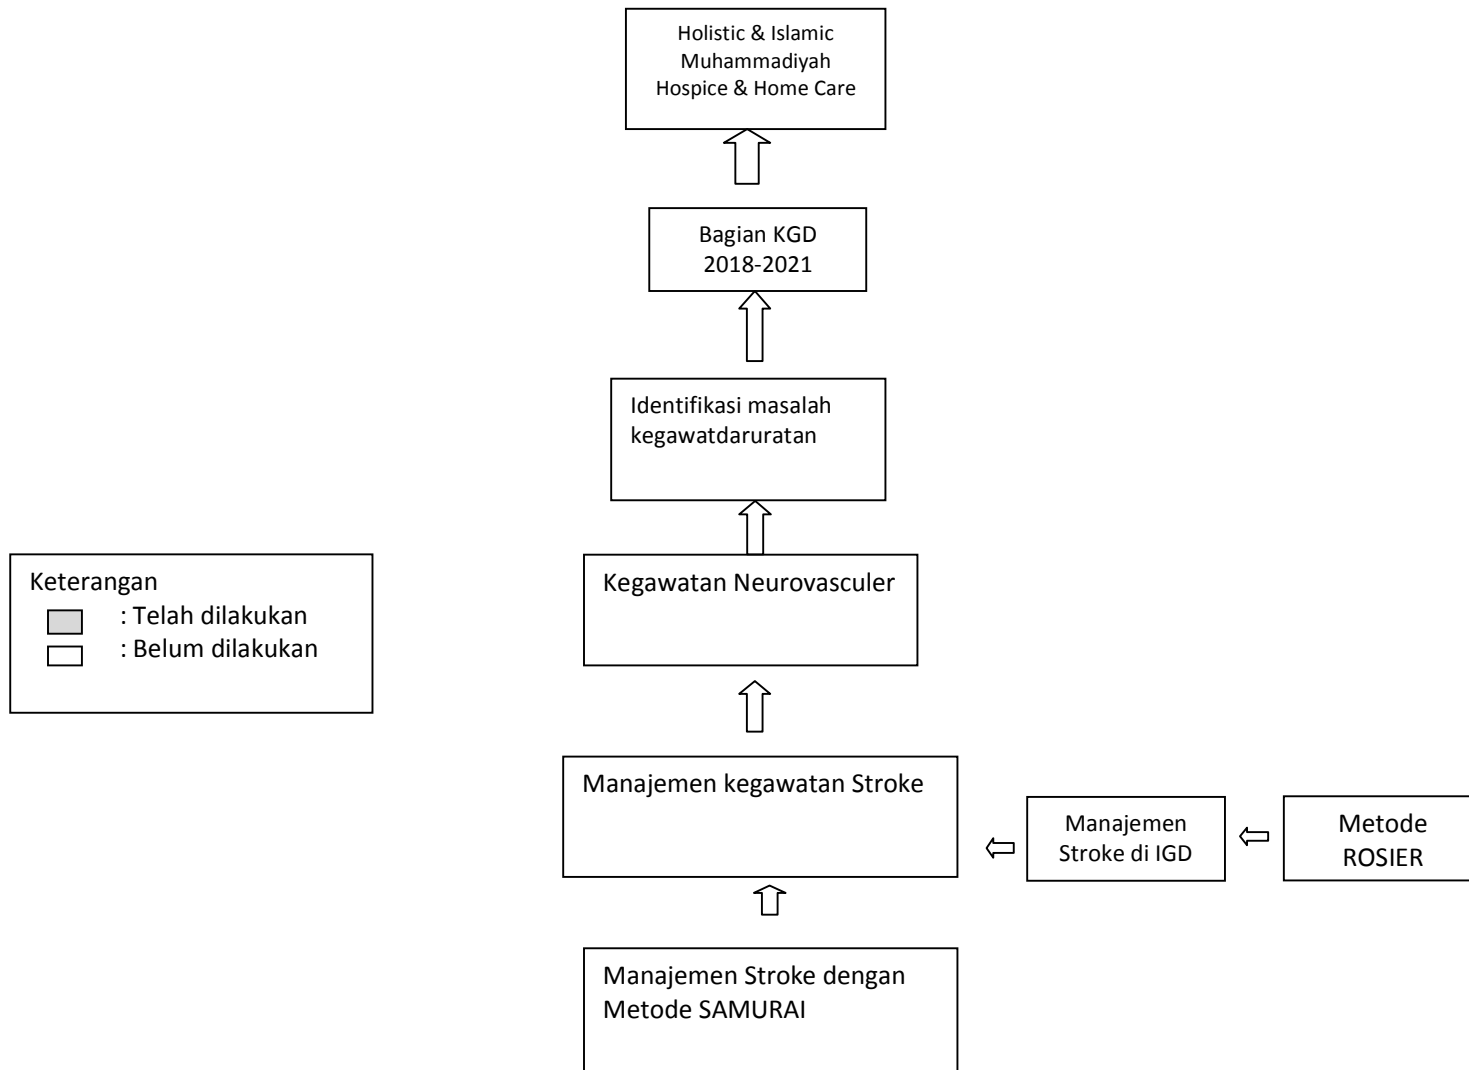 Holistic & Islamic
Muhammadiyah
Hospice & Home Care
Bagian KGD
2018-2021
Identifikasi masalah
kegawatdaruratan
Keterangan
: Telah dilakukan
: Belum dilakukan
Kegawatan Neurovasculer
Manajemen kegawatan Stroke
Manajemen
Stroke di IGD
Metode
ROSIER
Manajemen Stroke dengan
Metode SAMURAI